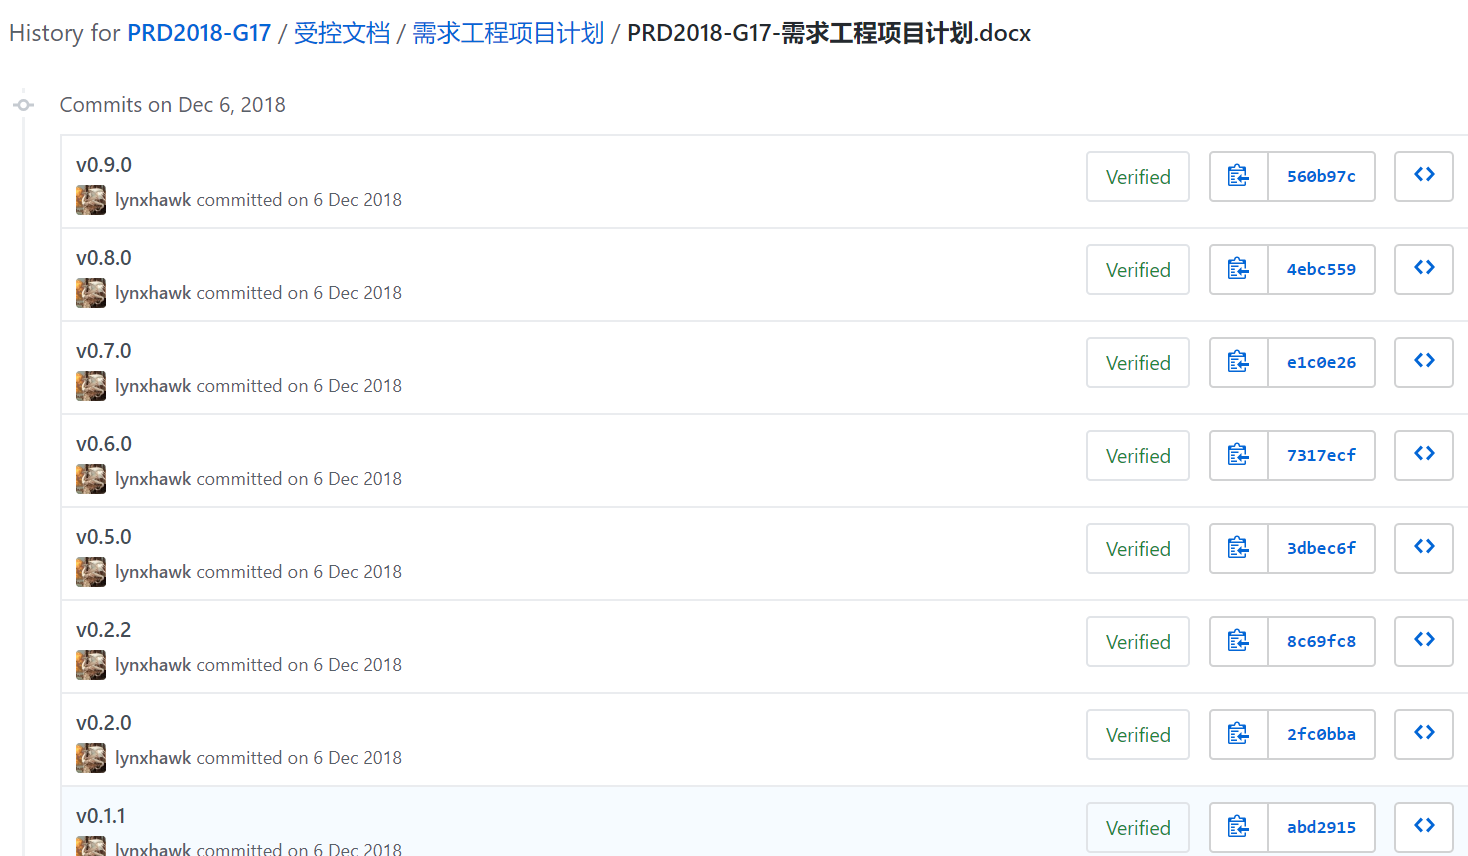 History for PRD2018-G17 / 受控文档 / 需求工程项目计划 / PRD2018-G17-需求工程项目计划.docx
Commits on Dec 6, 2018
v0.9.0
lynxhawk committed on 6 Dec 2018
Verified 560b97c
v0.8.0
lynxhawk committed on 6 Dec 2018
Verified 4ebc559
v0.7.0
lynxhawk committed on 6 Dec 2018
Verified e1c0e26
v0.6.0
lynxhawk committed on 6 Dec 2018
Verified 7317ecf
v0.5.0
lynxhawk committed on 6 Dec 2018
Verified 3dbec6f
v0.2.2
lynxhawk committed on 6 Dec 2018
Verified 8c69fc8
v0.2.0
lynxhawk committed on 6 Dec 2018
Verified 2fc0bba
v0.1.1
lynxhawk committed on 6 Dec 2018
Verified abd2915